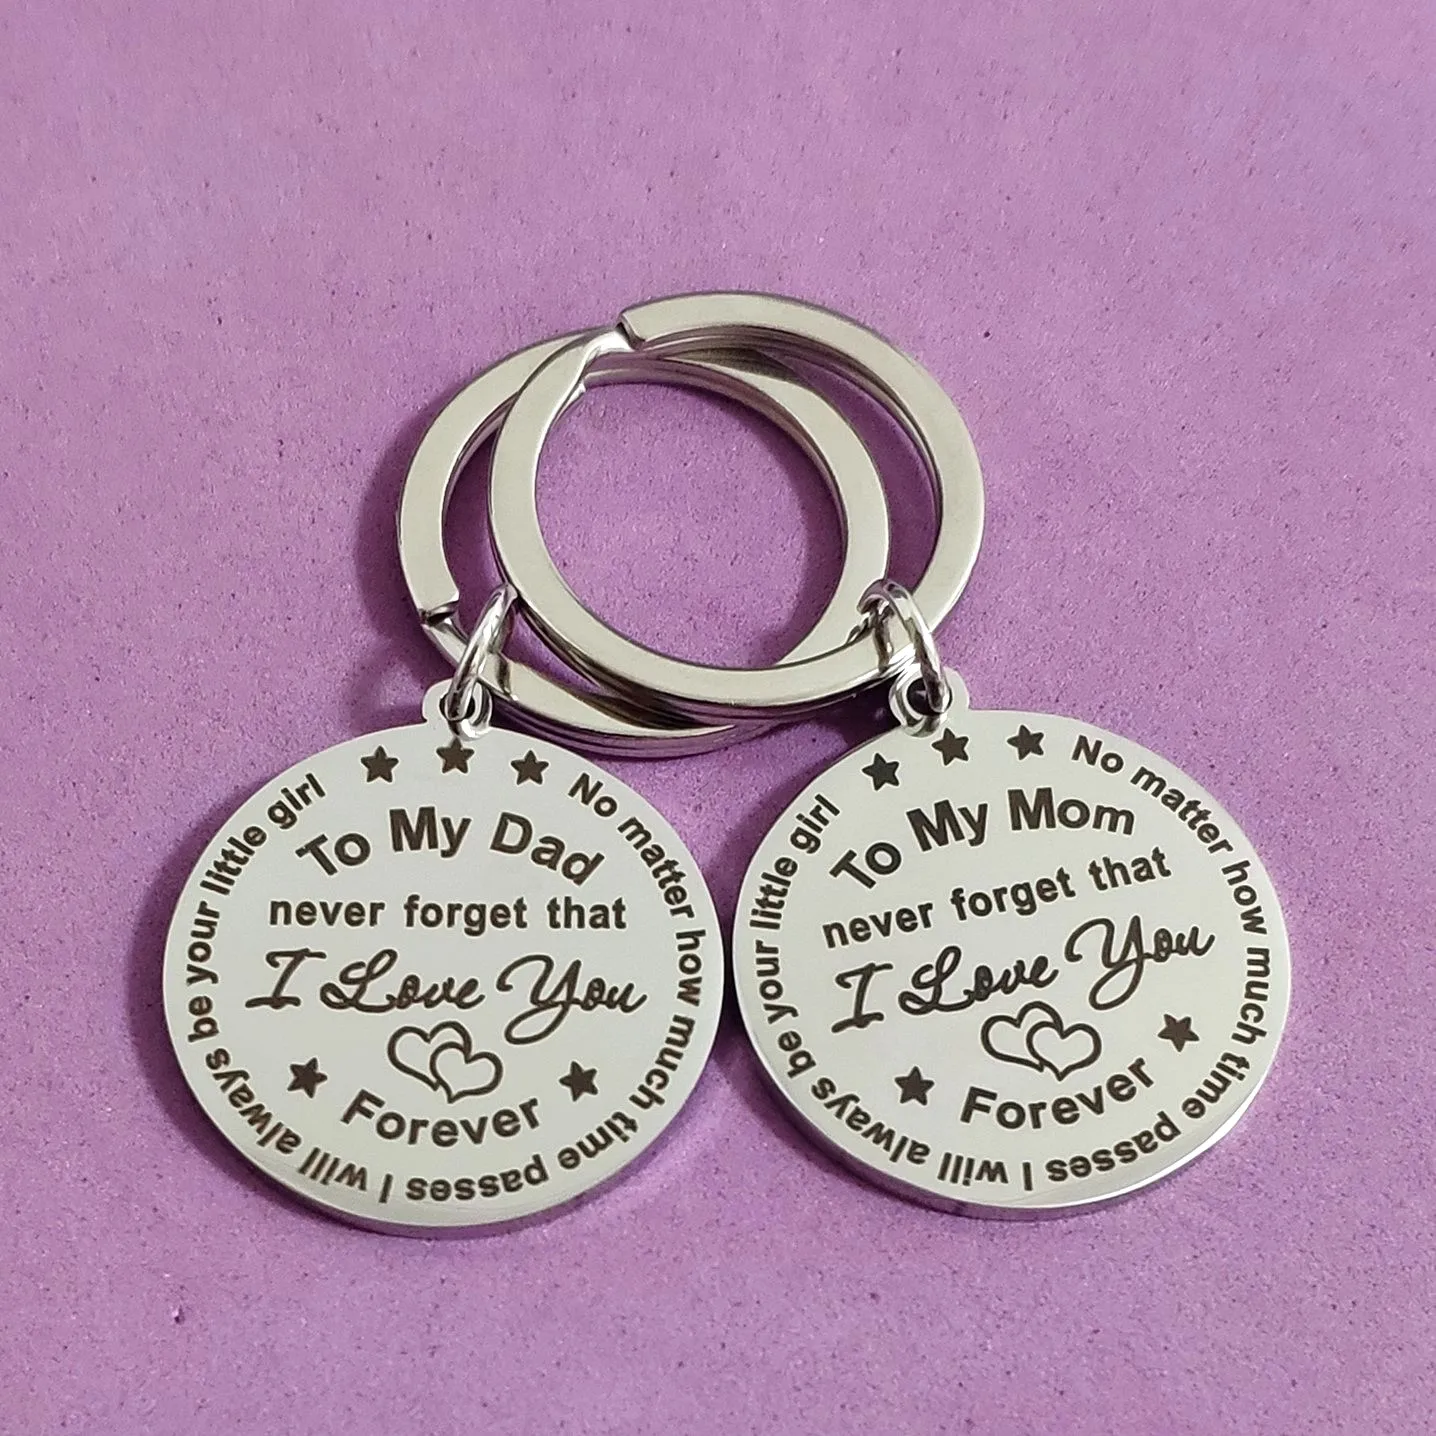 To My Dad
never forget that
I Love You
Forever
No matter how much time passes I will always be your little girl
To My Mom
never forget that
I Love You
Forever
No matter how much time passes I will always be your little girl